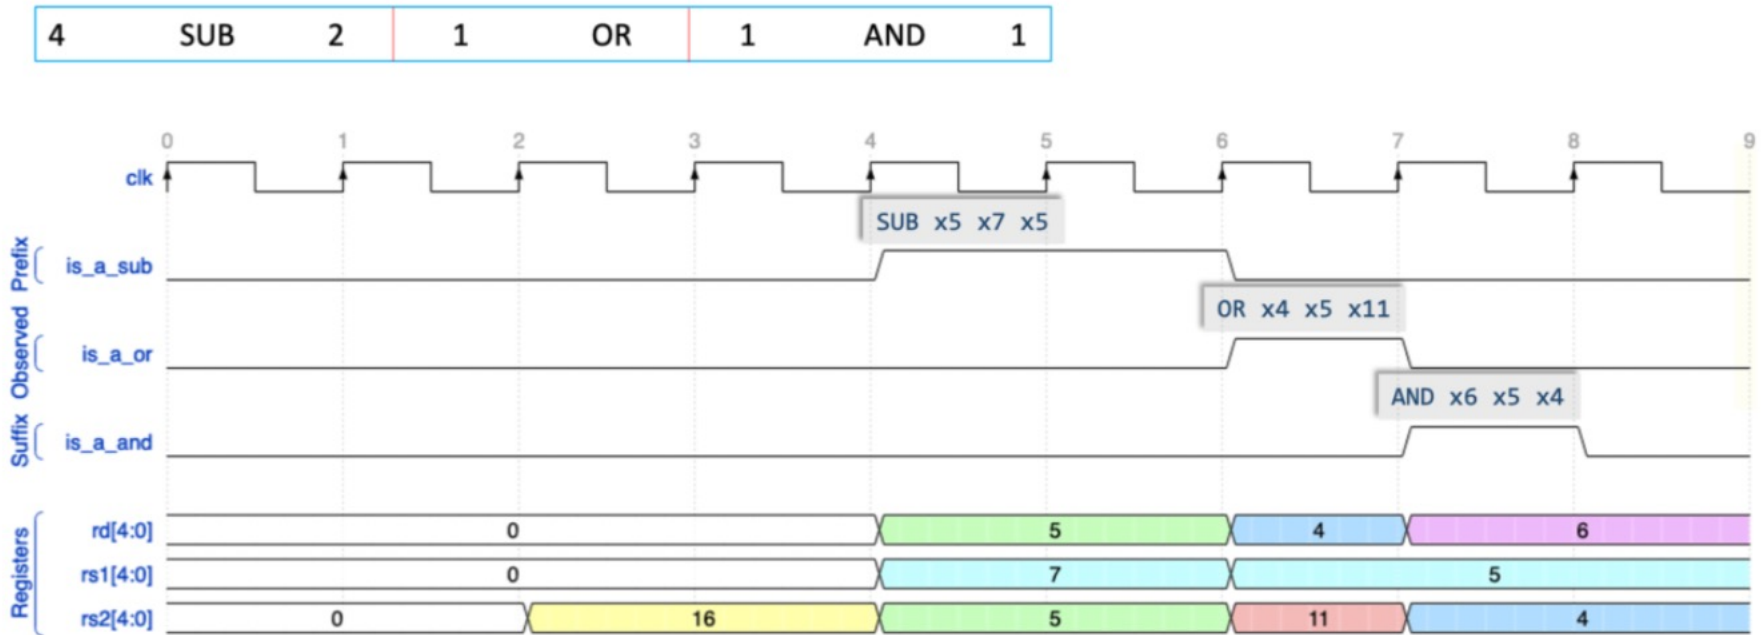 4 SUB 2 1 OR 1 AND 1
0 1 2 3 4 5 6 7 8 9
clk
SUB x5 x7 x5
Prefix
is_a_sub
OR x4 x5 x11
Observed
is_a_or
AND x6 x5 x4
Suffix
is_a_and
Registers
rd[4:0] 0 5 4 6
rs1[4:0] 0 7 5
rs2[4:0] 0 16 5 11 4